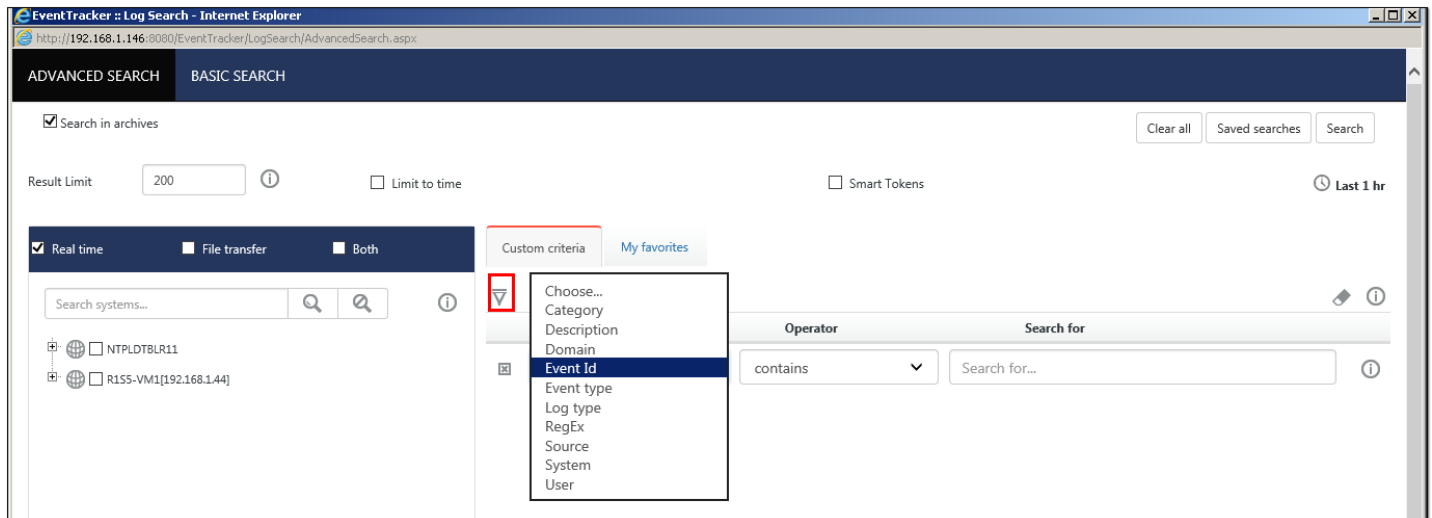 EventTracker :: Log Search - Internet Explorer
http://192.168.1.146:8080/EventTracker/LogSearch/AdvancedSearch.aspx
ADVANCED SEARCH BASIC SEARCH
Search in archives
Clear all Saved searches Search
Result Limit 200 Limit to time Smart Tokens Last 1 hr
Real time File transfer Both
Custom criteria My favorites
Search systems...
NTPLDTBLR11
R1S5-VM1[192.168.1.44]
Choose...
Category
Description
Domain
Event Id
Event type
Log type
RegEx
Source
System
User
Operator Search for
contains Search for...